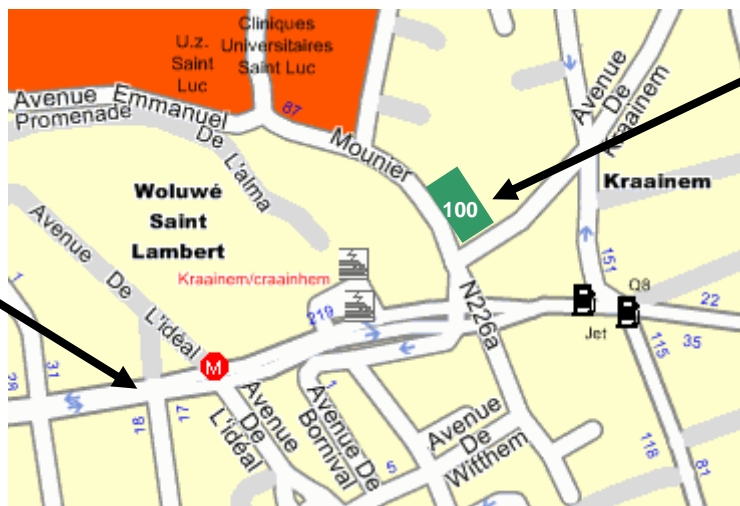 Cliniques
Universitaires
Saint Luc
U.z.
Saint
Luc
Avenue Emmanuel
Mounier
87
Promenade
De L'alma
Avenue
De
Kraainem
Kraainem
100
Woluwé
Saint
Lambert
Kraainem/craainhem
Avenue De L'idéal
219
N226a
151
Q8
22
Jet
115
35
1
31
28
M
18
17
Avenue
De
L'idéal
1
Avenue De
Bornival
5
Avenue
De
Witthem
118
81